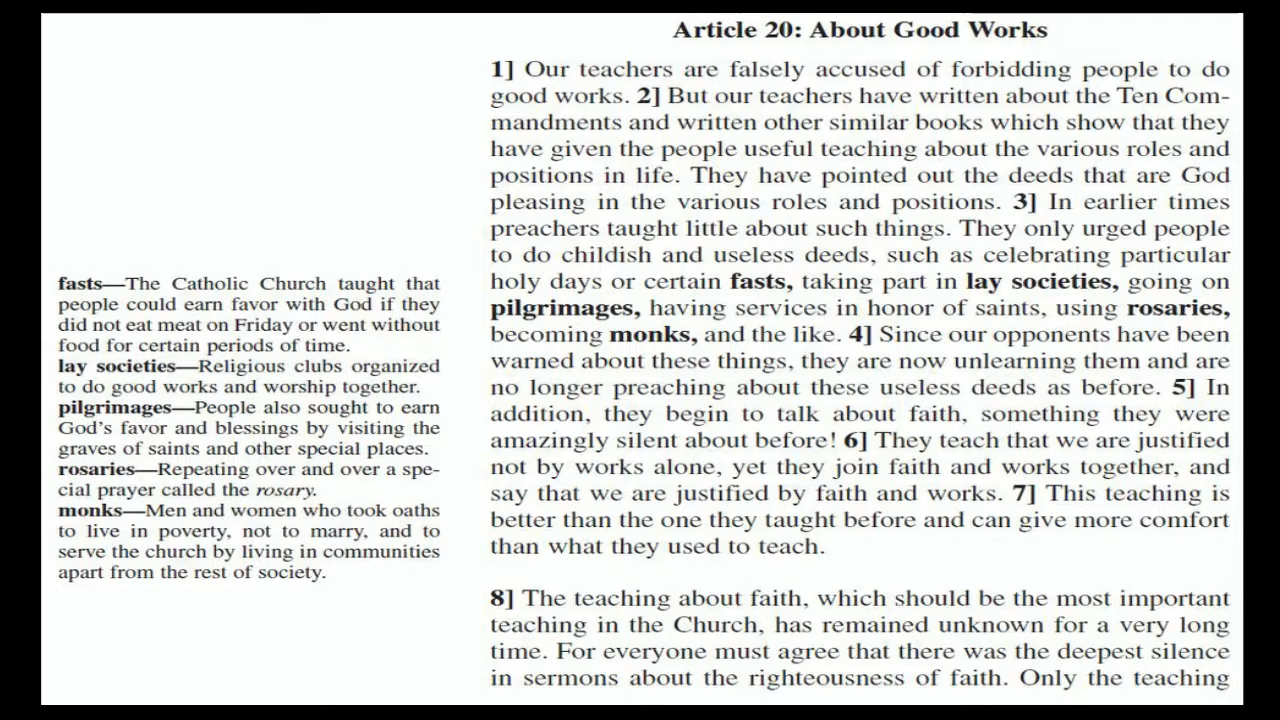 Article 20: About Good Works
1] Our teachers are falsely accused of forbidding people to do
good works. 2] But our teachers have written about the Ten Com-
mandments and written other similar books which show that they
have given the people useful teaching about the various roles and
positions in life. They have pointed out the deeds that are God
pleasing in the various roles and positions. 3] In earlier times
preachers taught little about such things. They only urged people
to do childish and useless deeds, such as celebrating particular
holy days or certain fasts, taking part in lay societies, going on
pilgrimages, having services in honor of saints, using rosaries,
becoming monks, and the like. 4] Since our opponents have been
warned about these things, they are now unlearning them and are
no longer preaching about these useless deeds as before. 5] In
addition, they begin to talk about faith, something they were
amazingly silent about before! 6] They teach that we are justified
not by works alone, yet they join faith and works together, and
say that we are justified by faith and works. 7] This teaching is
better than the one they taught before and can give more comfort
than what they used to teach.
8] The teaching about faith, which should be the most important
teaching in the Church, has remained unknown for a very long
time. For everyone must agree that there was the deepest silence
in sermons about the righteousness of faith. Only the teaching
fasts—The Catholic Church taught that
people could earn favor with God if they
did not eat meat on Friday or went without
food for certain periods of time.
lay societies—Religious clubs organized
to do good works and worship together.
pilgrimages—People also sought to earn
God's favor and blessings by visiting the
graves of saints and other special places.
rosaries—Repeating over and over a spe-
cial prayer called the rosary.
monks—Men and women who took oaths
to live in poverty, not to marry, and to
serve the church by living in communities
apart from the rest of society.